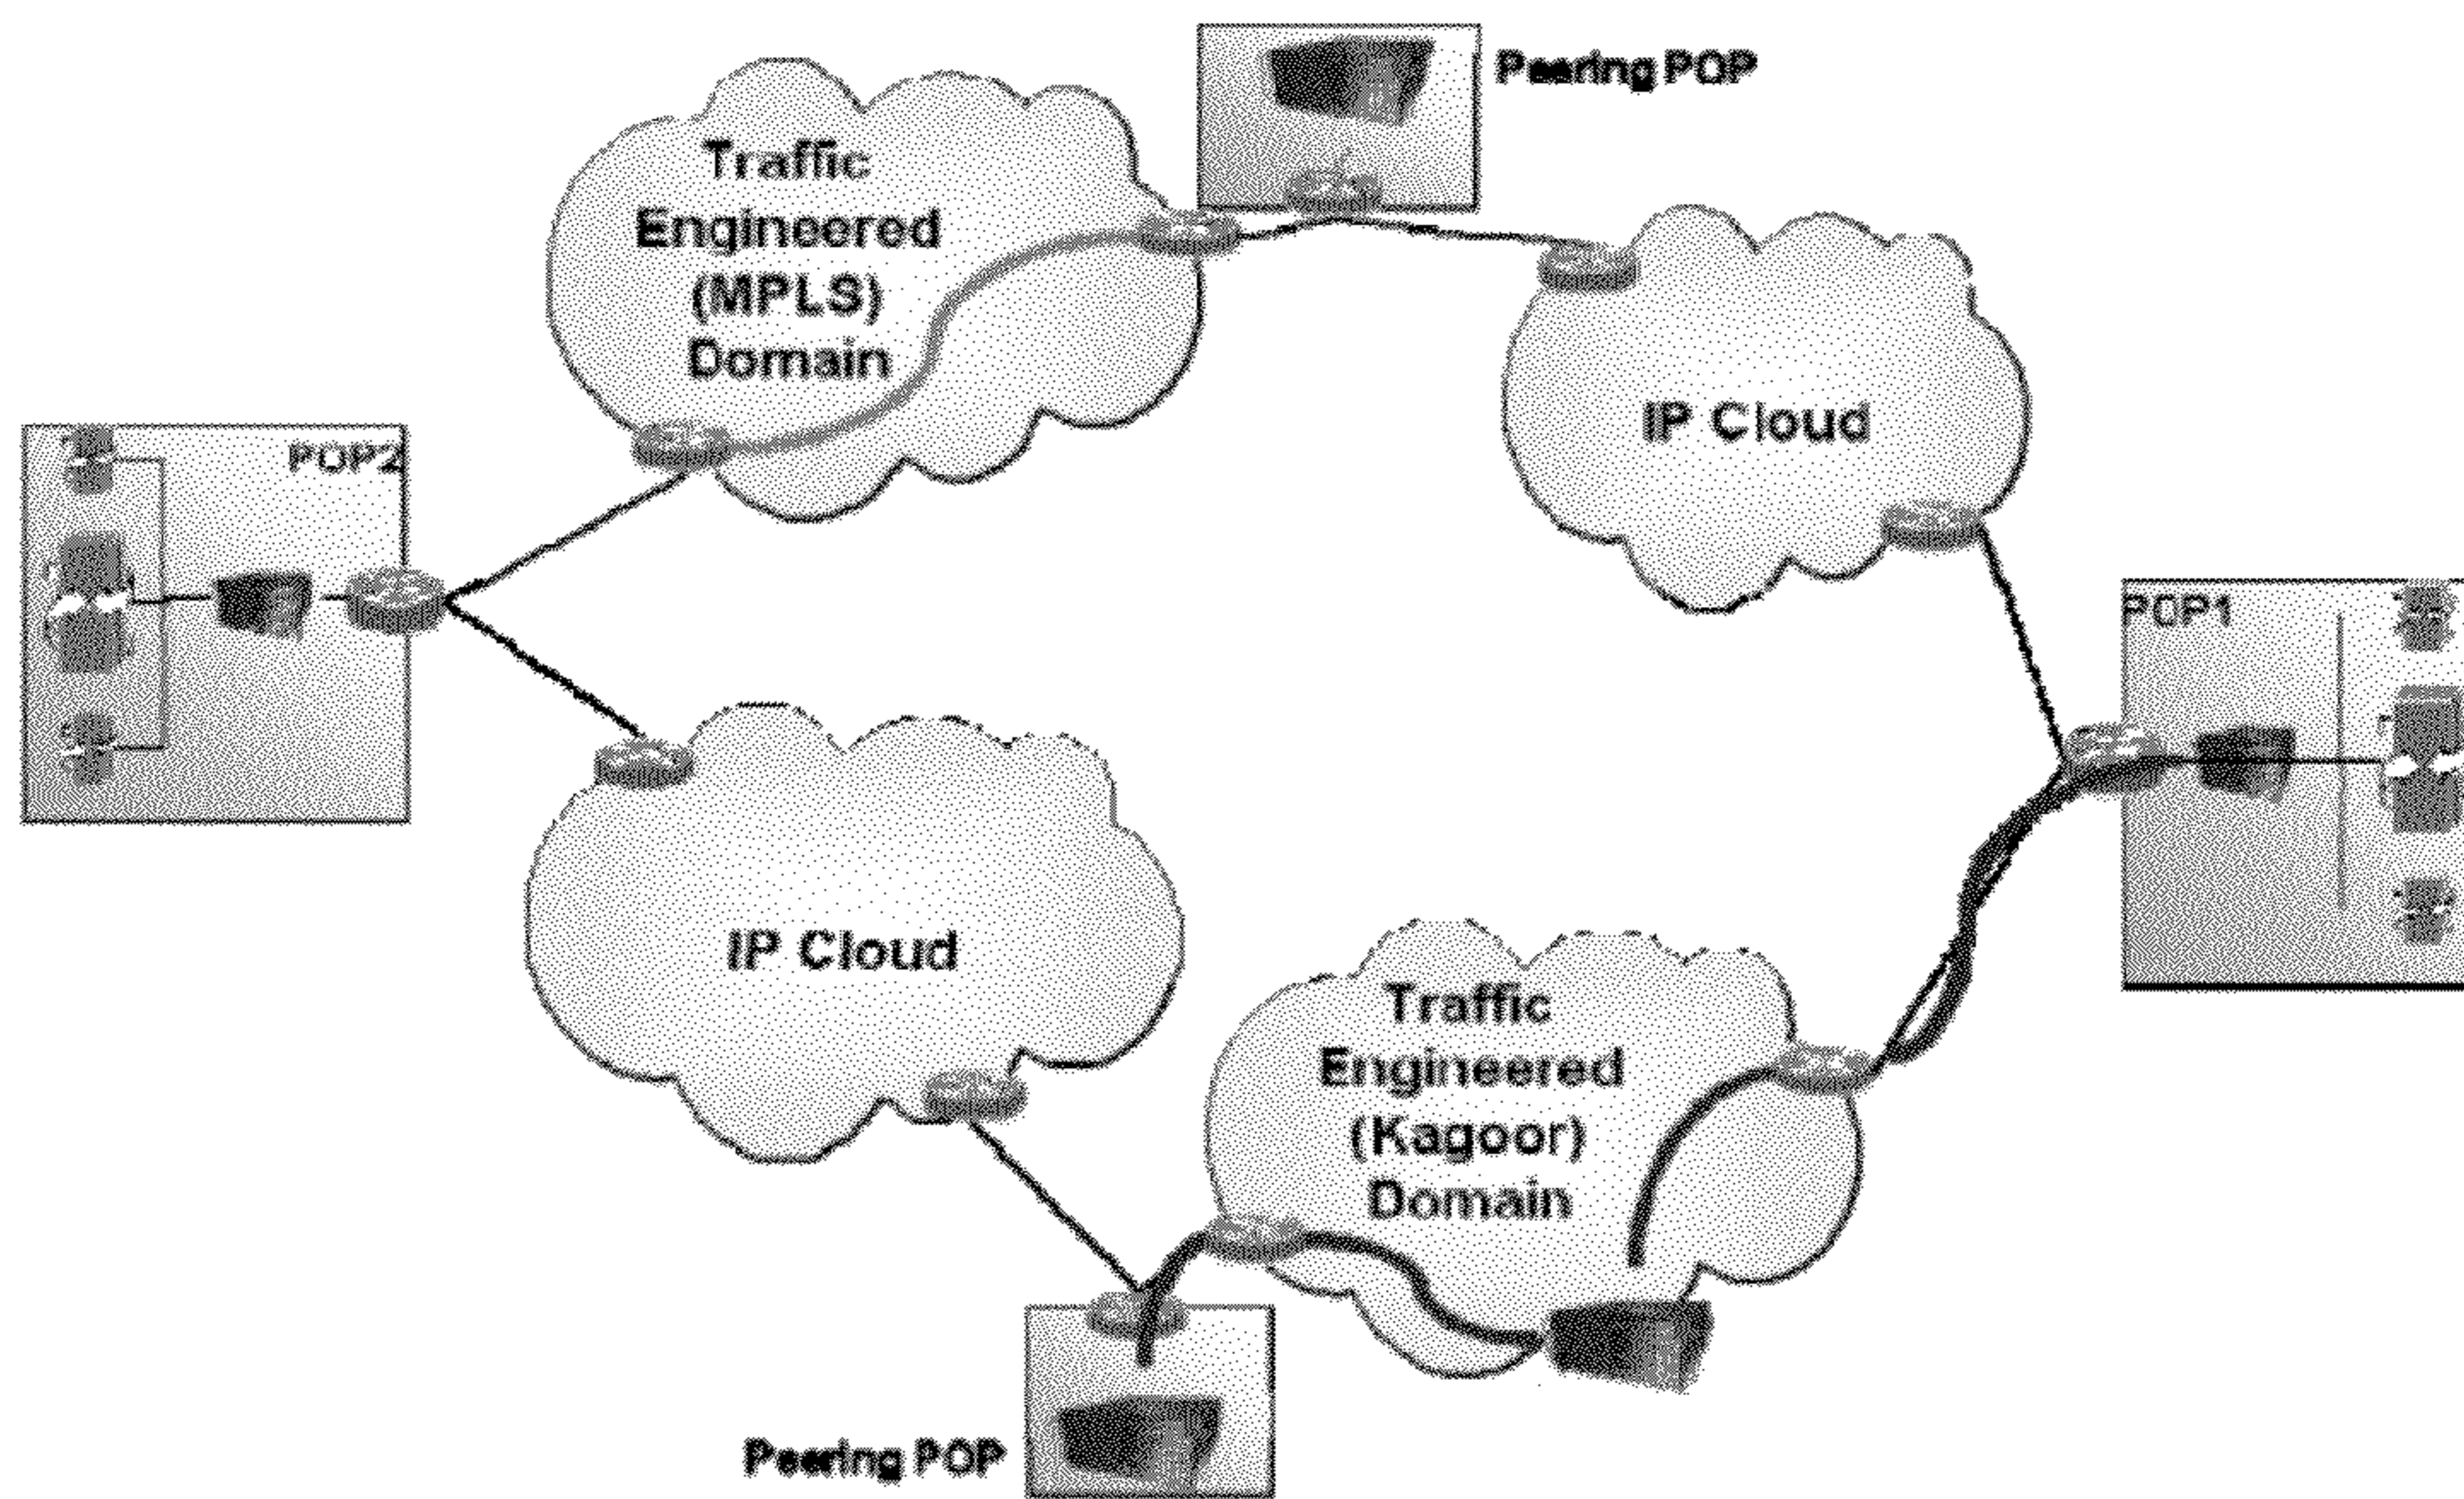 Peering POP
Traffic
Engineered
(MPLS)
Domain
IP Cloud
POP2
POP1
IP Cloud
Traffic
Engineered
(Kagoor)
Domain
Peering POP